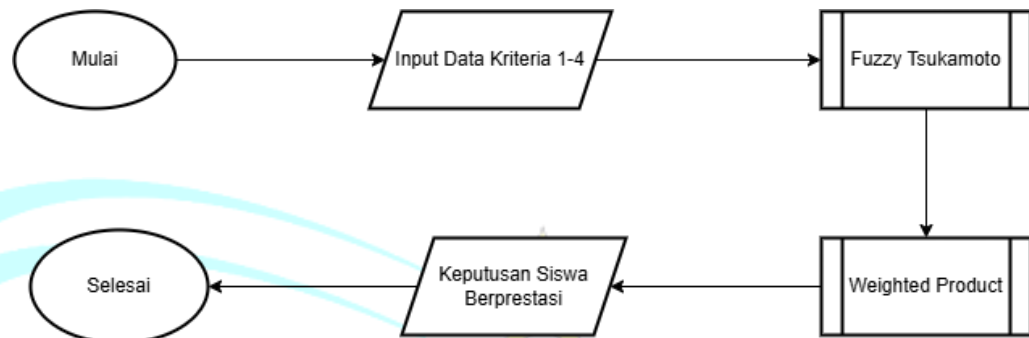 Mulai
Input Data Kriteria 1-4
Fuzzy Tsukamoto
Weighted Product
Keputusan Siswa
Berprestasi
Selesai